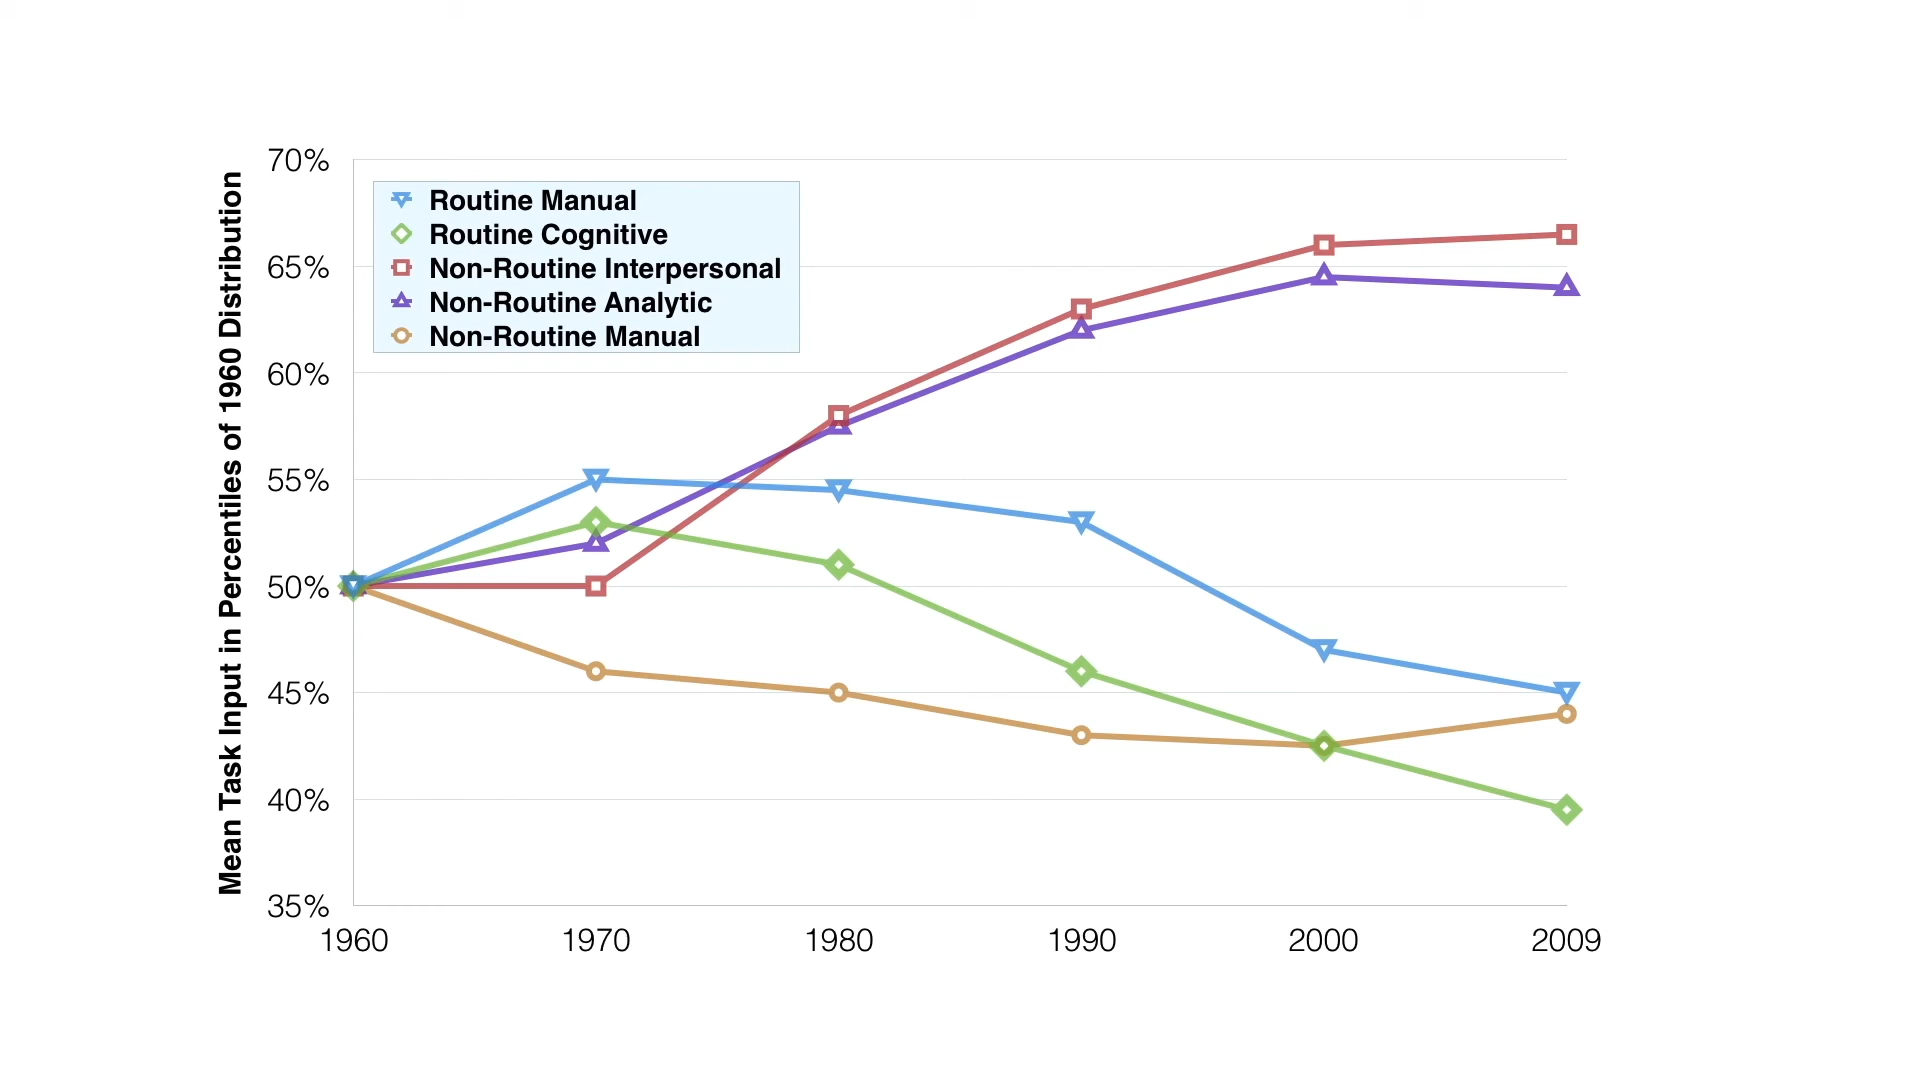 Mean Task Input in Percentiles of 1960 Distribution
70%
65%
60%
55%
50%
45%
40%
35%
Routine Manual
Routine Cognitive
Non-Routine Interpersonal
Non-Routine Analytic
Non-Routine Manual
1960 1970 1980 1990 2000 2009